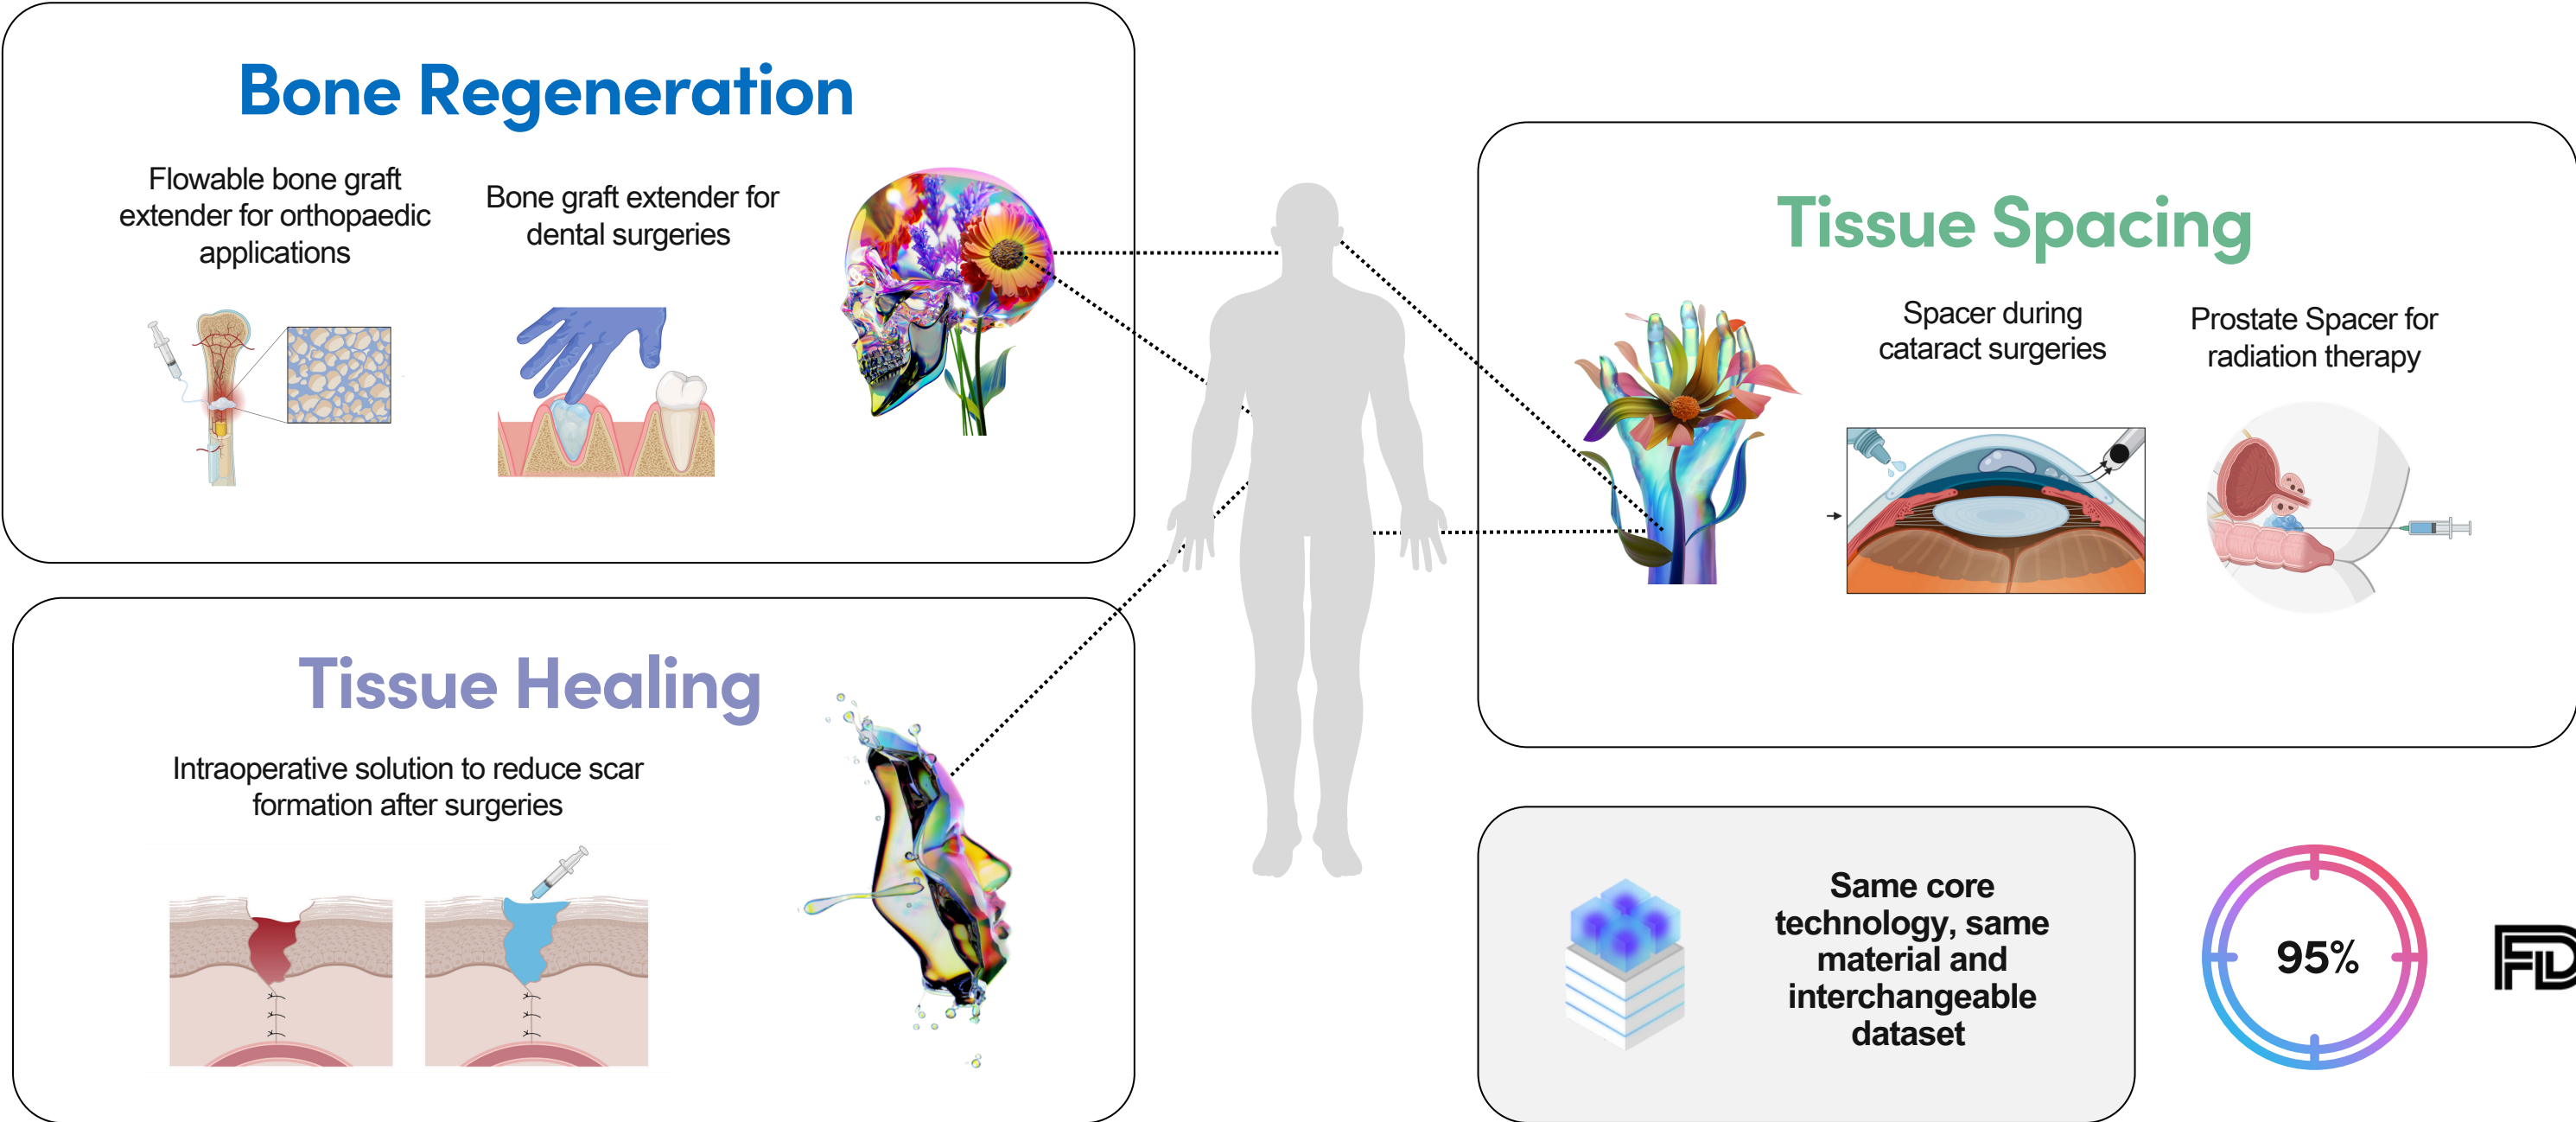 Bone Regeneration
Flowable bone graft
extender for orthopaedic
applications
Bone graft extender for
dental surgeries
Tissue Spacing
Spacer during
cataract surgeries
Prostate Spacer for
radiation therapy
Tissue Healing
Intraoperative solution to reduce scar
formation after surgeries
Same core
technology, same
material and
interchangeable
dataset
95%
FD